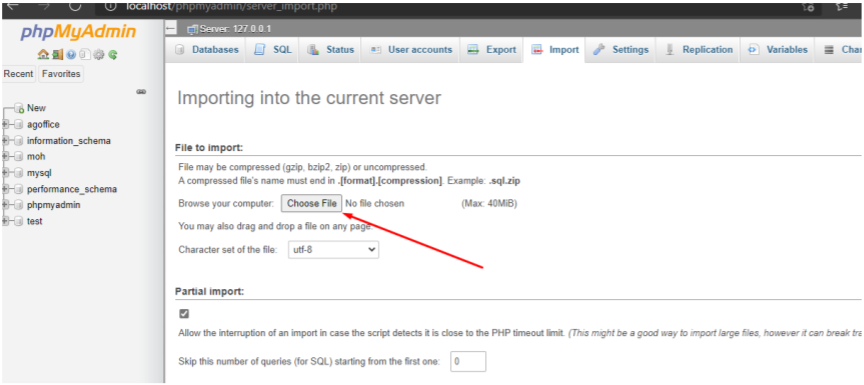 localhost/phpmyadmin/server_import.php
phpMyAdmin
Recent Favorites
New
agoffice
information_schema
moh
mysql
performance_schema
phpmyadmin
test
Server: 127.0.0.1
Databases SQL Status User accounts Export Import Settings Replication Variables Char
Importing into the current server
File to import:
File may be compressed (gzip, bzip2, zip) or uncompressed.
A compressed file's name must end in .[format].[compression]. Example: .sql.zip
Browse your computer: Choose File No file chosen (Max: 40MiB)
You may also drag and drop a file on any page.
Character set of the file: utf-8
Partial import:
Allow the interruption of an import in case the script detects it is close to the PHP timeout limit. (This might be a good way to import large files, however it can break tra
Skip this number of queries (for SQL) starting from the first one: 0